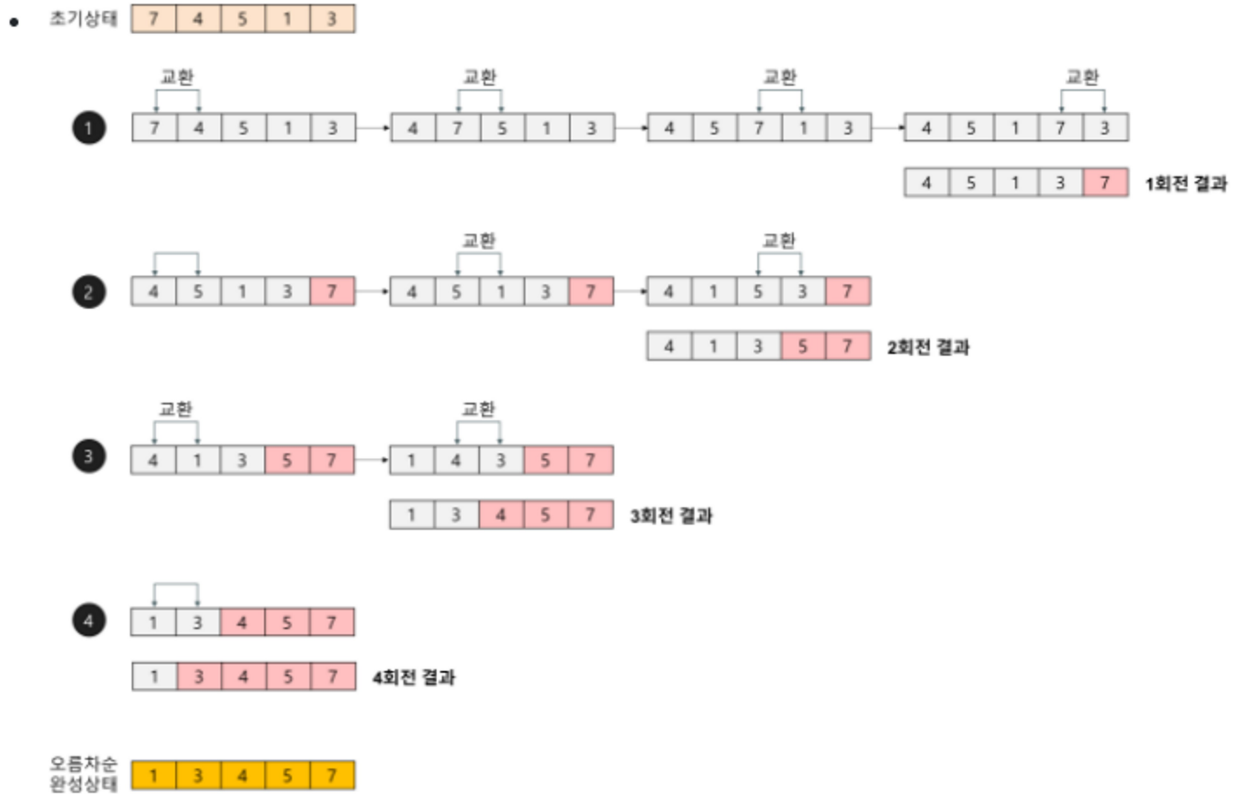 초기상태 7 4 5 1 3
교환 교환 교환 교환
1 7 4 5 1 3 4 7 5 1 3 4 5 7 1 3 4 5 1 7 3
4 5 1 3 7 1회전 결과
교환 교환
2 4 5 1 3 7 4 5 1 3 7 4 1 5 3 7
4 1 3 5 7 2회전 결과
교환 교환
3 4 1 3 5 7 1 4 3 5 7
1 3 4 5 7 3회전 결과
4 1 3 4 5 7
1 3 4 5 7 4회전 결과
오름차순
완성상태 1 3 4 5 7